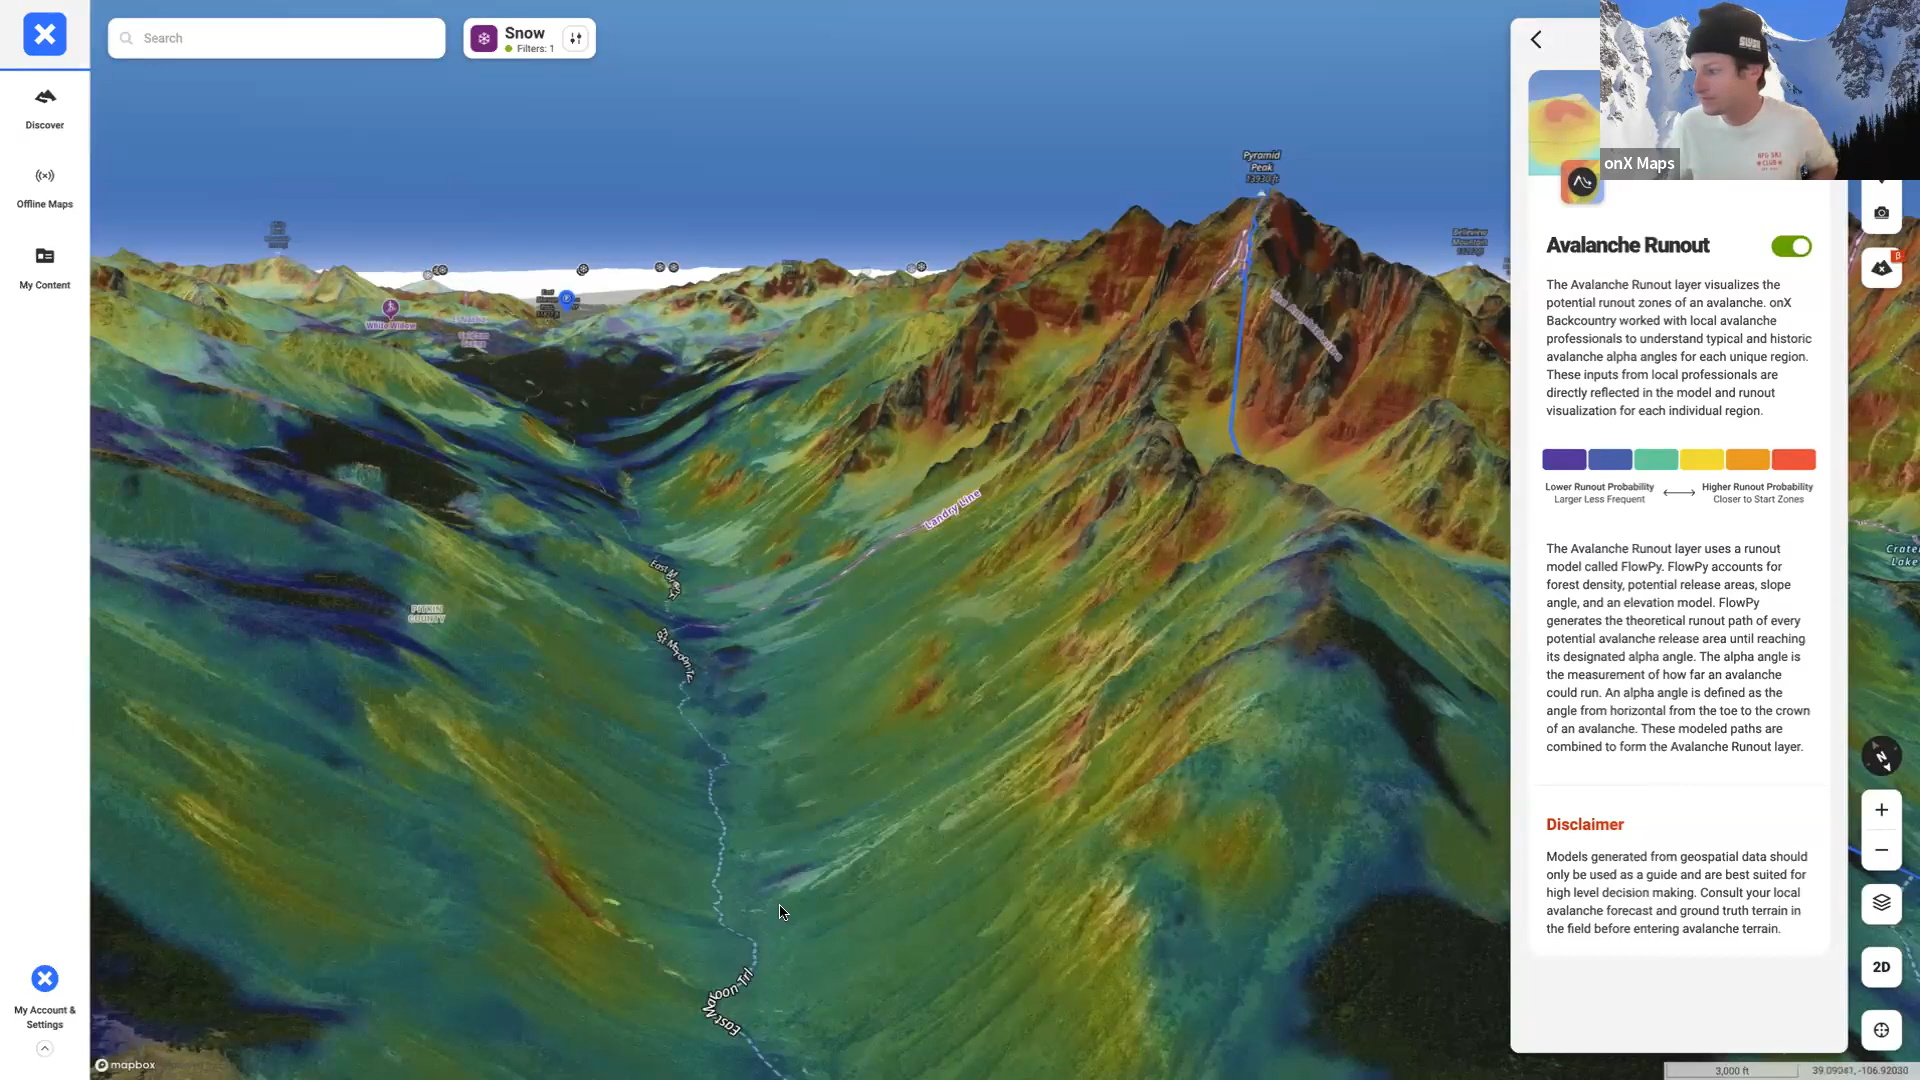 Search
Snow
Filters: 1
Discover
Offline Maps
My Content
My Account &
Settings
mapbox
Pyramid
Peak
White Widow
Landry Line
PITKIN
COUNTY
East M
East Maroon Trl
onX Maps
SWSH
Avalanche Runout
The Avalanche Runout layer visualizes the
potential runout zones of an avalanche. onX
Backcountry worked with local avalanche
professionals to understand typical and historic
avalanche alpha angles for each unique region.
These inputs from local professionals are
directly reflected in the model and runout
visualization for each individual region.
Lower Runout Probability
Larger Less Frequent
Higher Runout Probability
Closer to Start Zones
The Avalanche Runout layer uses a runout
model called FlowPy. FlowPy accounts for
forest density, potential release areas, slope
angle, and an elevation model. FlowPy
generates the theoretical runout path of every
potential avalanche release area until reaching
its designated alpha angle. The alpha angle is
the measurement of how far an avalanche
could run. An alpha angle is defined as the
angle from horizontal from the toe to the crown
of an avalanche. These modeled paths are
combined to form the Avalanche Runout layer.
Disclaimer
Models generated from geospatial data should
only be used as a guide and are best suited for
high level decision making. Consult your local
avalanche forecast and ground truth terrain in
the field before entering avalanche terrain.
Crate
Lake
N
2D
3,000 ft